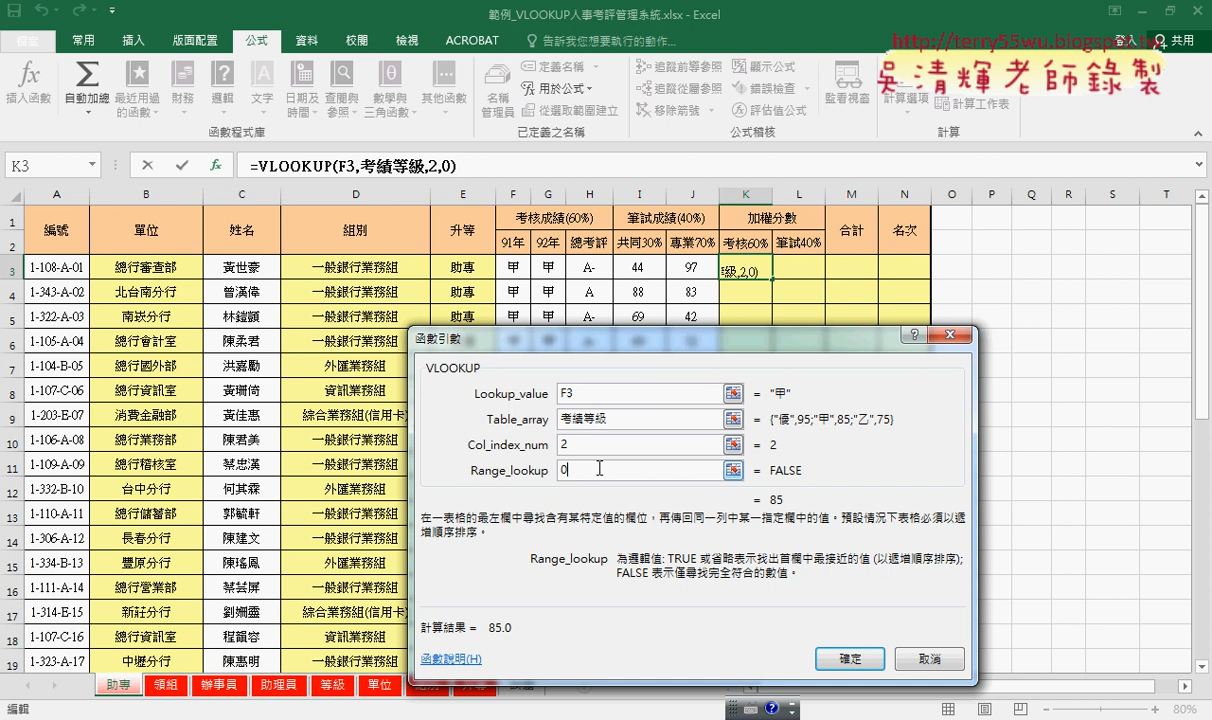 範例_VLOOKUP人事考評管理系統.xlsx - Excel
常用 插入 版面配置 公式 資料 校閱 檢視 ACROBAT 告訴我您想要執行的動作... 登入 共用
http://terry55wu.blogspot.tw
吳清輝老師錄製
插入函數 自動加總 最近用過的函數 財務 邏輯 文字 日期及時間 查閱與參照 數學與三角函數 其他函數
函數程式庫
名稱管理員 定義名稱 用於公式 從選取範圍建立
已定義之名稱
追蹤前導參照 追蹤從屬參照 移除箭號 顯示公式 錯誤檢查 評估值公式 監看視窗
公式稽核
計算選項 計算工作表
計算
K3 =VLOOKUP(F3,考績等級,2,0)
A B C D E F G H I J K L M N O P Q R S T
1 編號 單位 姓名 組別 升等 考核成績(60%) 筆試成績(40%) 加權分數 合計 名次
2 91年 92年 總考評 共同30% 專業70% 考核60% 筆試40%
3 1-108-A-01 總行審查部 黃世豪 一般銀行業務組 助專 甲 甲 A- 44 97 級,2,0)
4 1-343-A-02 北台南分行 曾漢偉 一般銀行業務組 助專 甲 甲 A 88 83
5 1-322-A-03 南崁分行 林鎧顗 一般銀行業務組 助專 甲 甲 A- 69 42
6 1-105-A-04 總行會計室 陳柔君 一般銀行業務組
7 1-104-B-05 總行國外部 洪嘉勵 外匯業務組
8 1-107-C-06 總行資訊室 黃珊倚 資訊業務組
9 1-203-E-07 消費金融部 黃佳惠 綜合業務組(信用卡)
10 1-106-A-08 總行業務部 陳君美 一般銀行業務組
11 1-109-A-09 總行稽核室 蔡忠漢 一般銀行業務組
12 1-332-B-10 台中分行 何其霖 外匯業務組
13 1-110-A-11 總行儲蓄部 郭毓軒 一般銀行業務組
14 1-306-A-12 長春分行 陳建文 一般銀行業務組
15 1-334-B-13 豐原分行 陳瑤鳳 外匯業務組
16 1-111-A-14 總行營業部 蔡芸屏 一般銀行業務組
17 1-314-E-15 新莊分行 劉姍靈 綜合業務組(信用卡)
18 1-107-C-16 總行資訊室 程韻容 資訊業務組
19 1-323-A-17 中壢分行 陳惠明 一般銀行業務組
函數引數
VLOOKUP
Lookup_value F3 = "甲"
Table_array 考績等級 = {"優",95;"甲",85;"乙",75}
Col_index_num 2 = 2
Range_lookup 0 = FALSE
= 85
在一表格的最左欄中尋找含有某特定值的欄位，再傳回同一列中某一指定欄中的值。預設情況下表格必須以遞
增順序排序。
Range_lookup 為邏輯值: TRUE 或省略表示找出首欄中最接近的值 (以遞增順序排序);
FALSE 表示僅尋找完全符合的數值。
計算結果 = 85.0
函數說明(H) 確定 取消
助專 領組 辦事員 助理員 等級 單位
編輯 80%